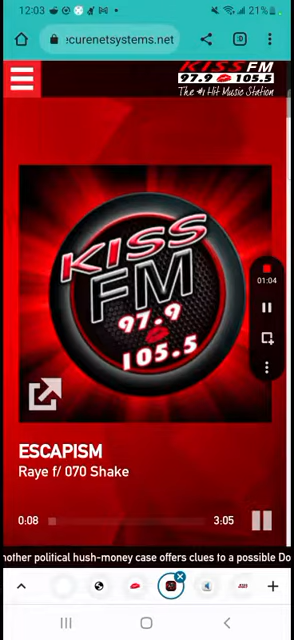 12:03
21%
:curenetsystems.net
:D
KISS FM
97.9 105.5
The #1 Hit Music Station
KISS
FM
97.9
105.5
01:04
ESCAPISM
Raye f/ 070 Shake
0:08
3:05
nother political hush-money case offers clues to a possible Do